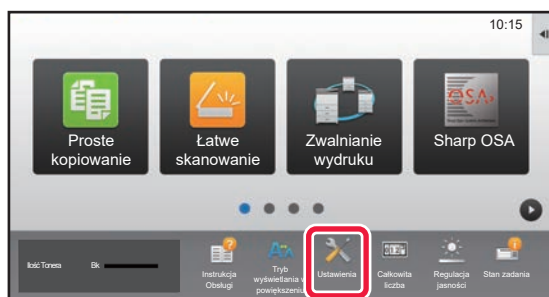 10:15
Proste
kopiowanie
Łatwe
skanowanie
Zwalnianie
wydruku
Sharp OSA
Ilość Tonera Bk
Instrukcja
Obsługi
Tryb
wyświetlania w
powiększeniu
Ustawienia
Całkowita
liczba
Regulacja
jasności
Stan zadania